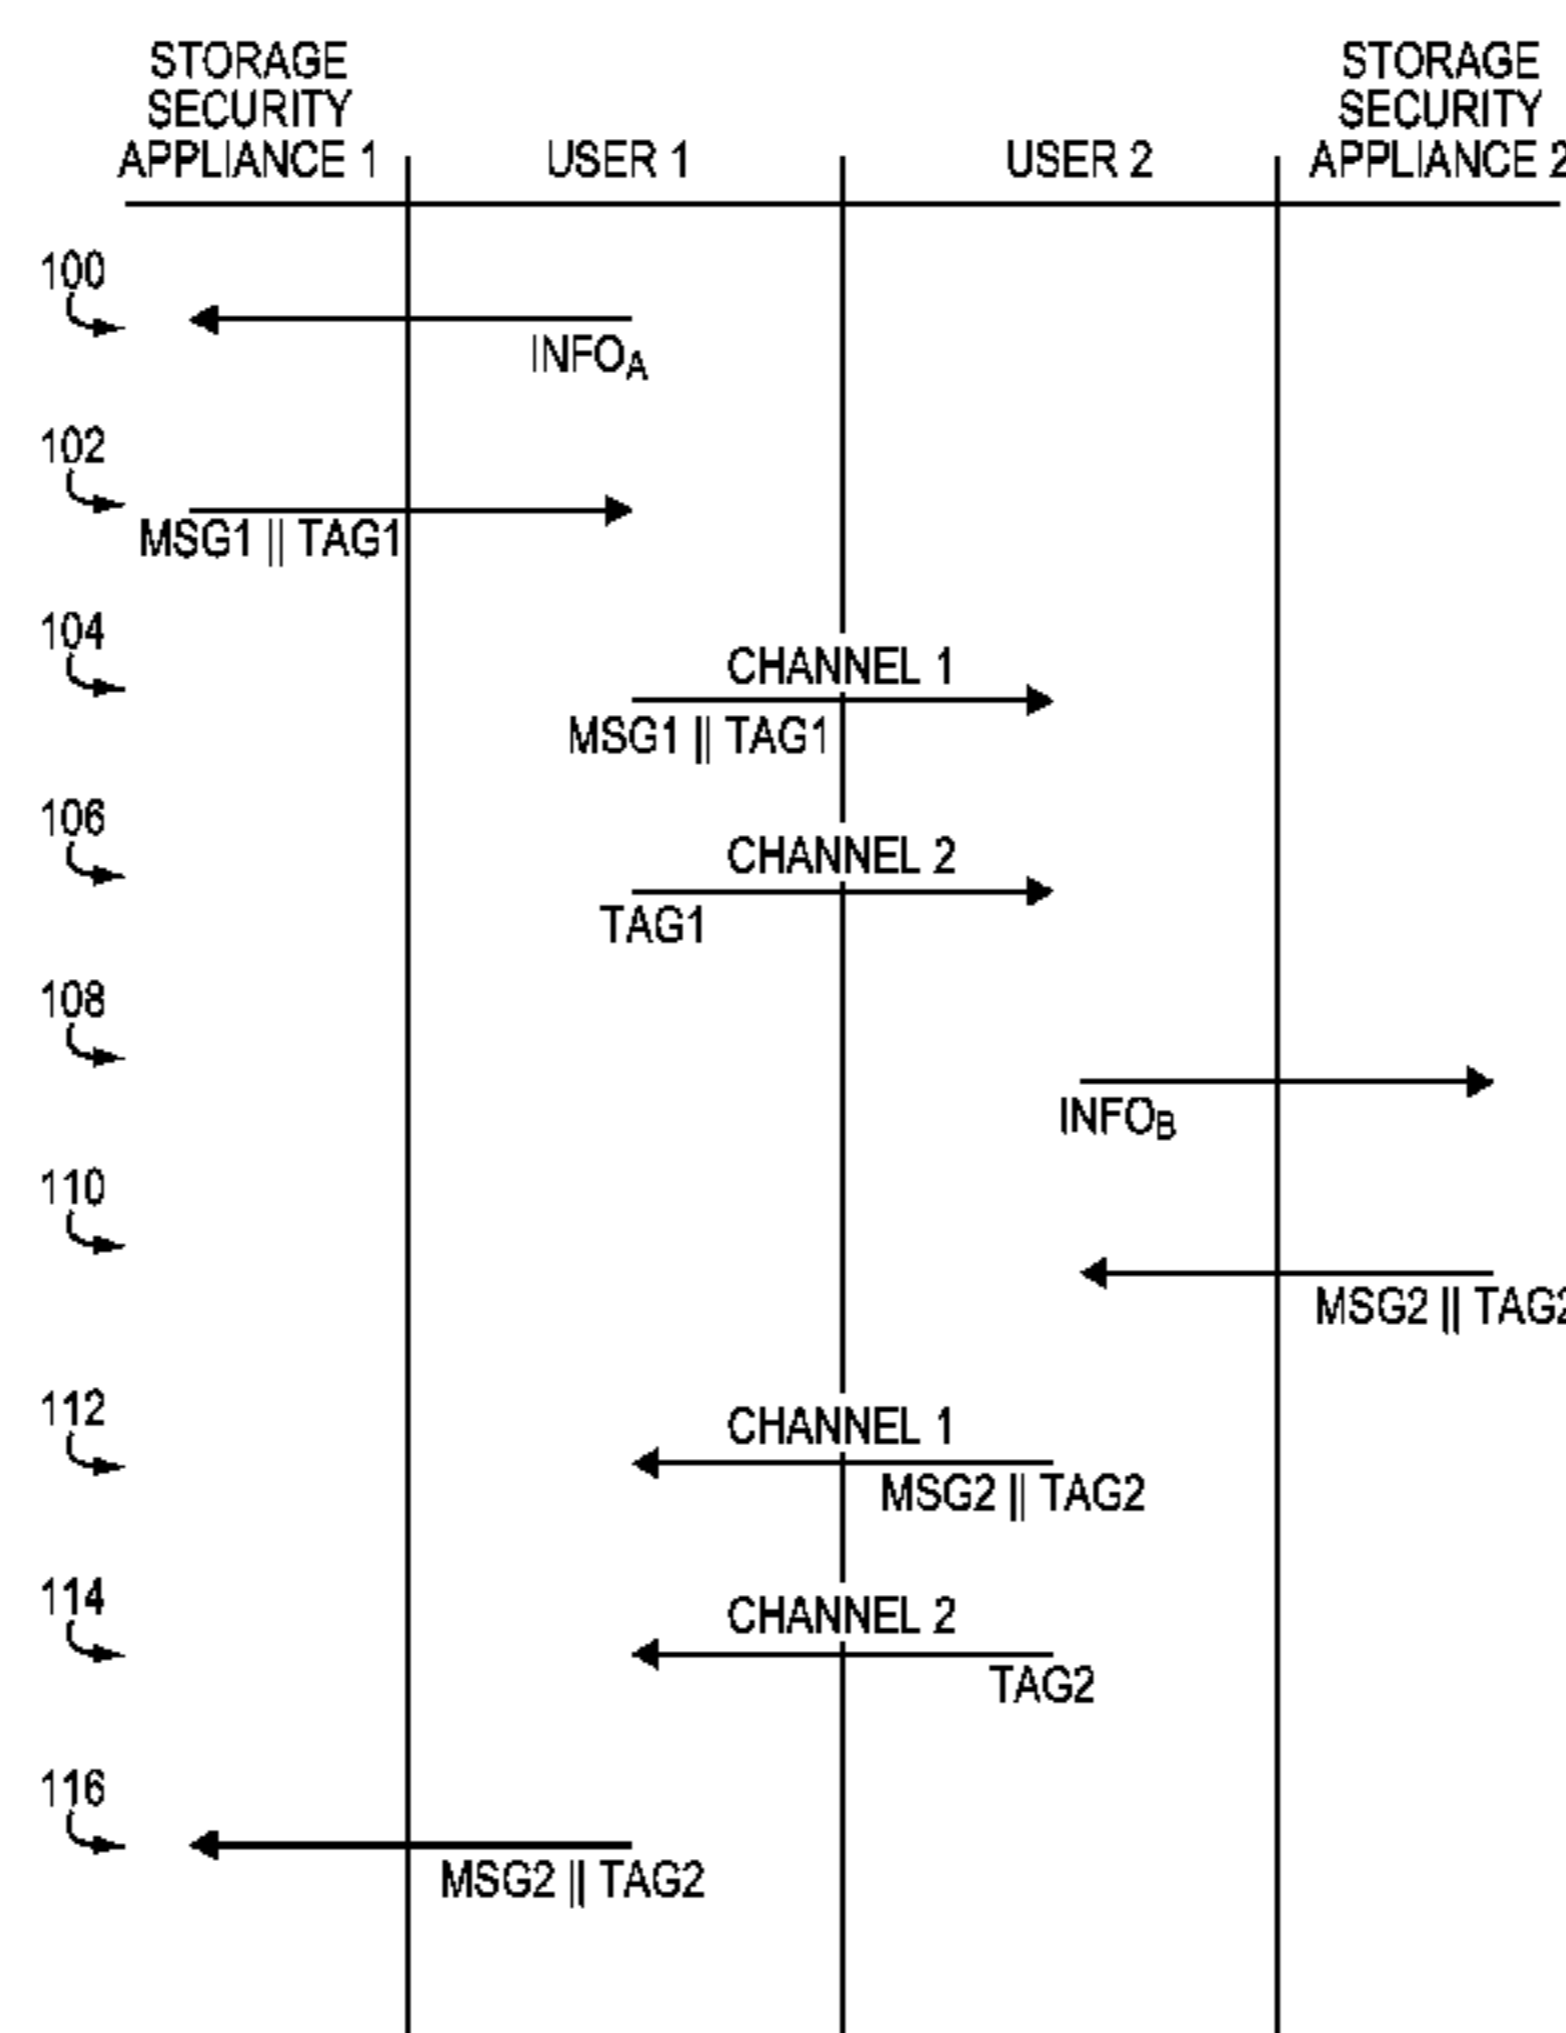 STORAGE
SECURITY
APPLIANCE 1
USER 1
USER 2
STORAGE
SECURITY
APPLIANCE 2
100
INFOA
102
MSG1 || TAG1
104
CHANNEL 1
MSG1 || TAG1
106
CHANNEL 2
TAG1
108
INFOB
110
MSG2 || TAG2
112
CHANNEL 1
MSG2 || TAG2
114
CHANNEL 2
TAG2
116
MSG2 || TAG2